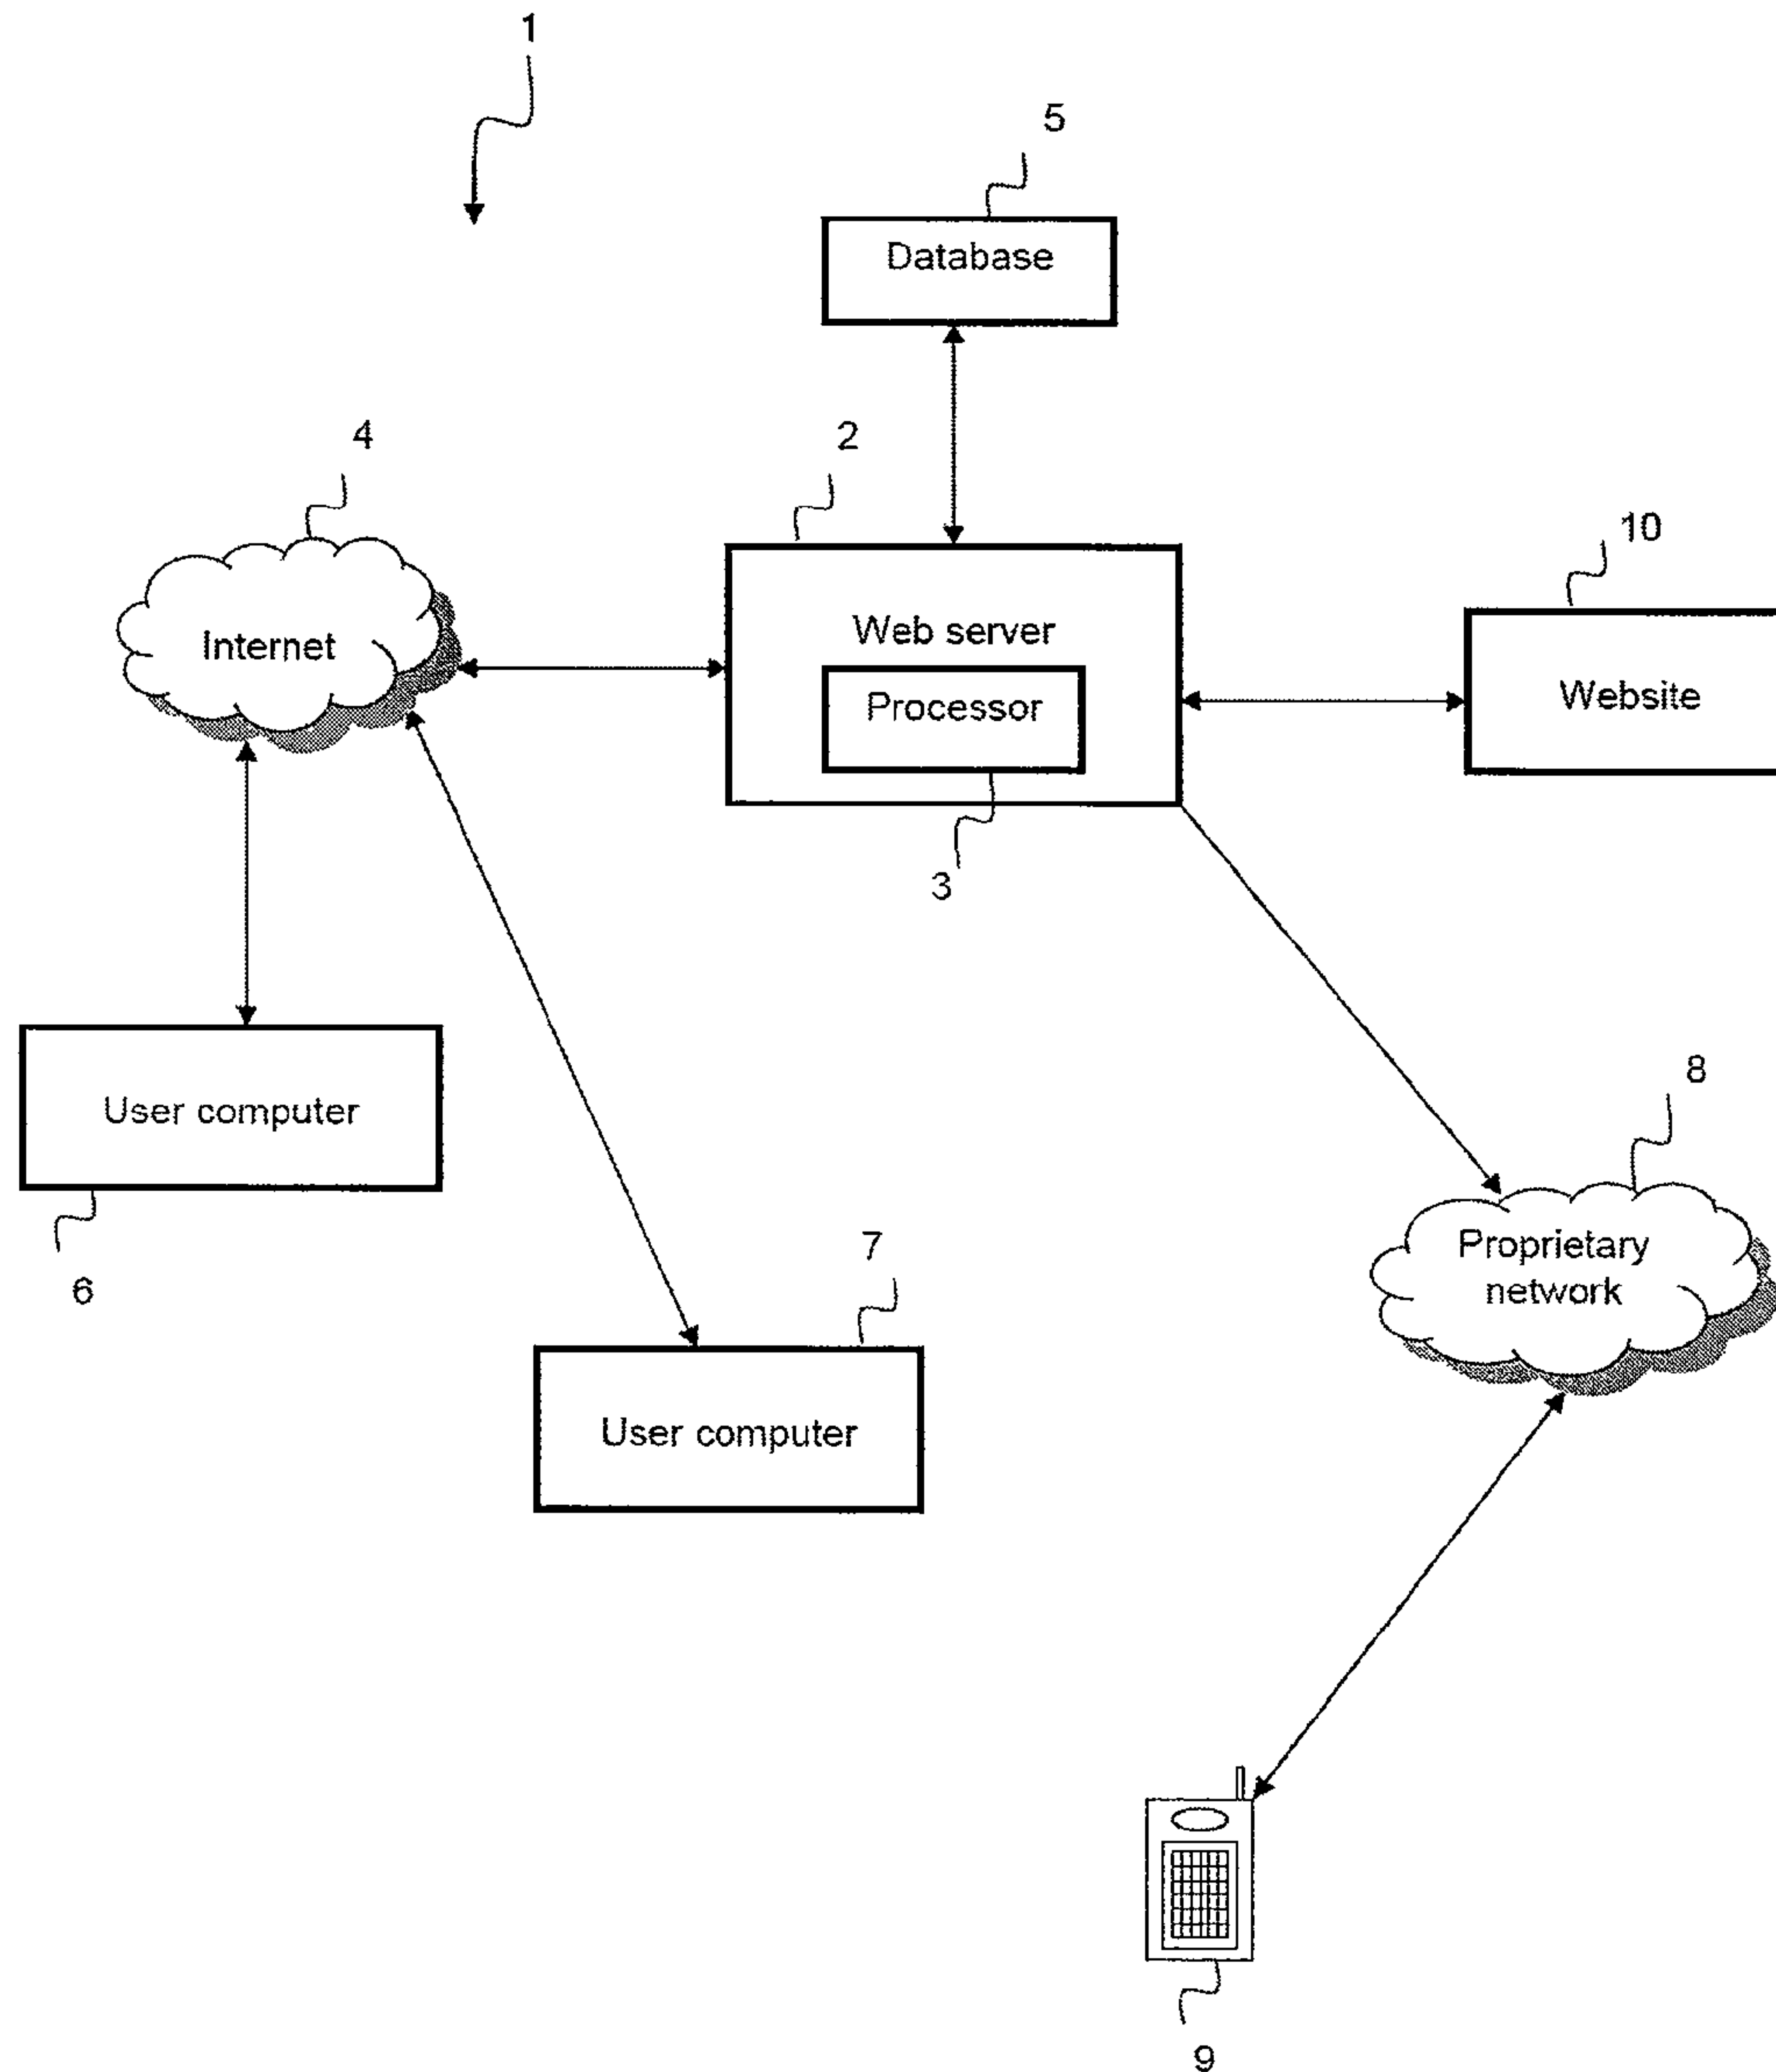 1
5
Database
4
2
10
Internet
Web server
Processor
Website
3
User computer
6
8
7
Proprietary
network
User computer
9